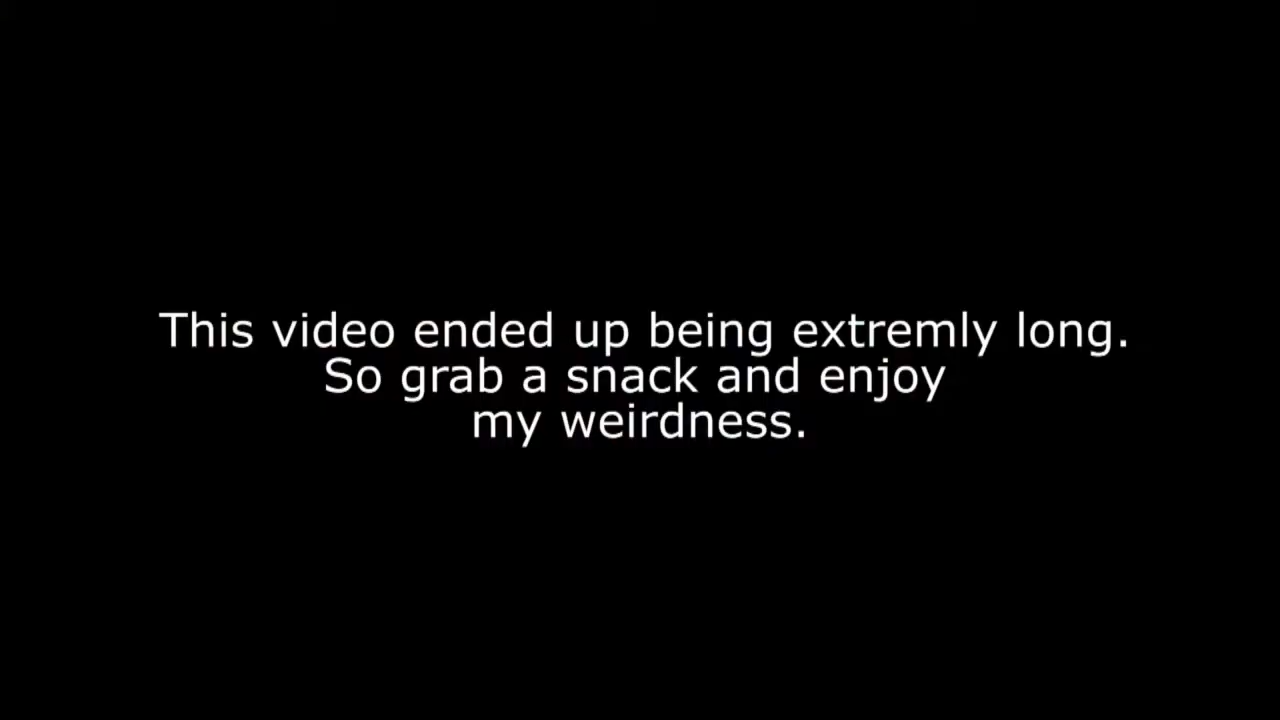 This video ended up being extremly long.
So grab a snack and enjoy
my weirdness.